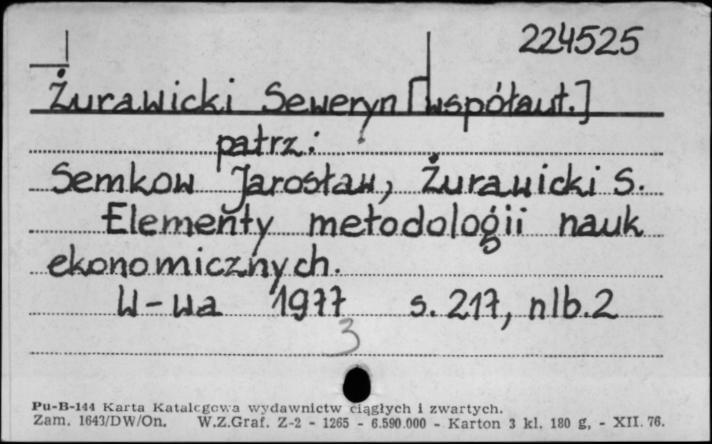 224525
Żurawicki Seweryn [współaut.]
patrz:
Semkow Jarosław, Żurawicki S.
Elementy metodologii nauk
ekonomicznych.
W-wa 1977 s. 217, nlb. 2
3
Pu-B-144 Karta Katalogowa wydawnictw ciągłych i zwartych.
Zam. 1643/DW/On. W.Z.Graf. Z-2 - 1265 - 6.590.000 - Karton 3 kl. 180 g, - XII. 76.